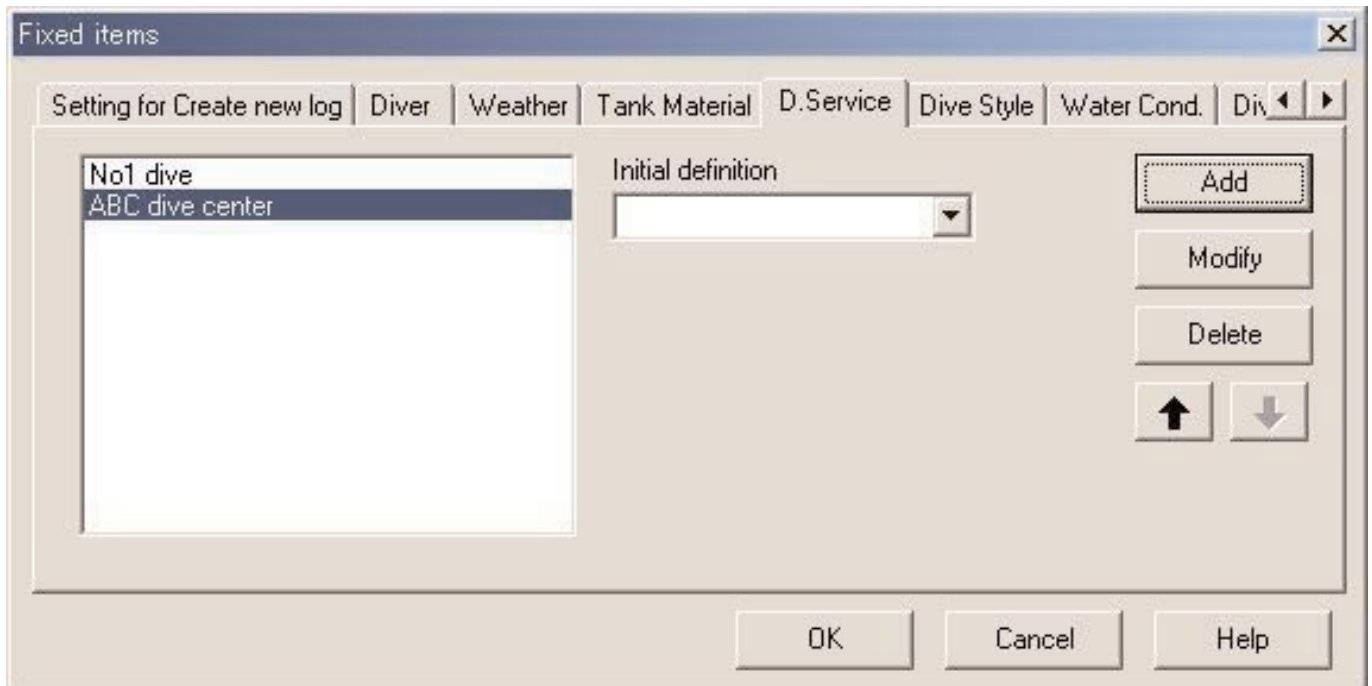 Fixed items
Setting for Create new log Diver Weather Tank Material D.Service Dive Style Water Cond.
No1 dive
ABC dive center
Initial definition
Add
Modify
Delete
OK Cancel Help